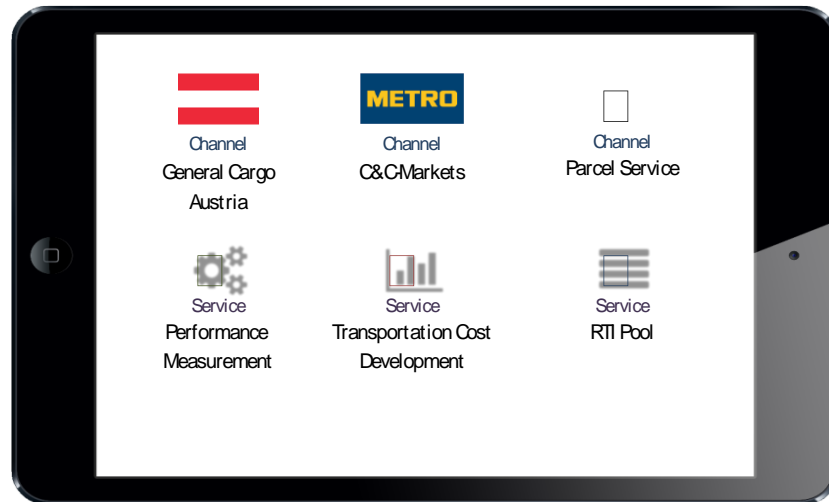 METRO
Channel
General Cargo
Austria
Channel
C&C-Markets
Channel
Parcel Service
Service
Performance
Measurement
Service
Transportation Cost
Development
Service
RTI Pool